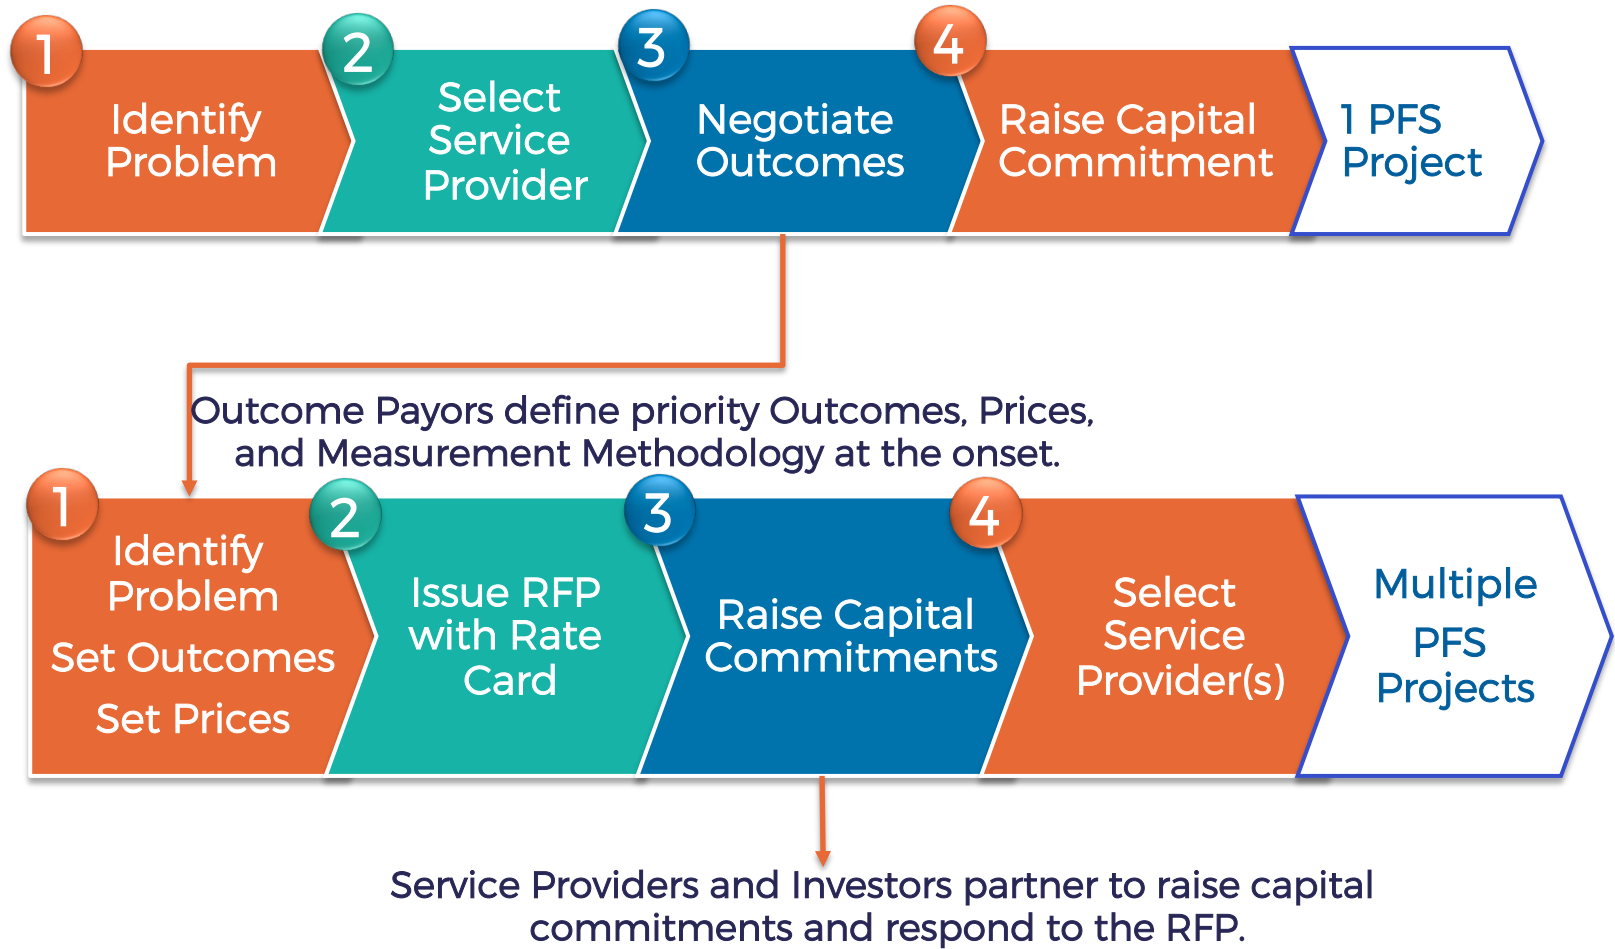 1
Identify
Problem
2
Select
Service
Provider
3
Negotiate
Outcomes
4
Raise Capital
Commitment
1 PFS
Project
Outcome Payors define priority Outcomes, Prices,
and Measurement Methodology at the onset.
1
Identify
Problem
Set Outcomes
Set Prices
2
Issue RFP
with Rate
Card
3
Raise Capital
Commitments
4
Select
Service
Provider(s)
Multiple
PFS
Projects
Service Providers and Investors partner to raise capital
commitments and respond to the RFP.